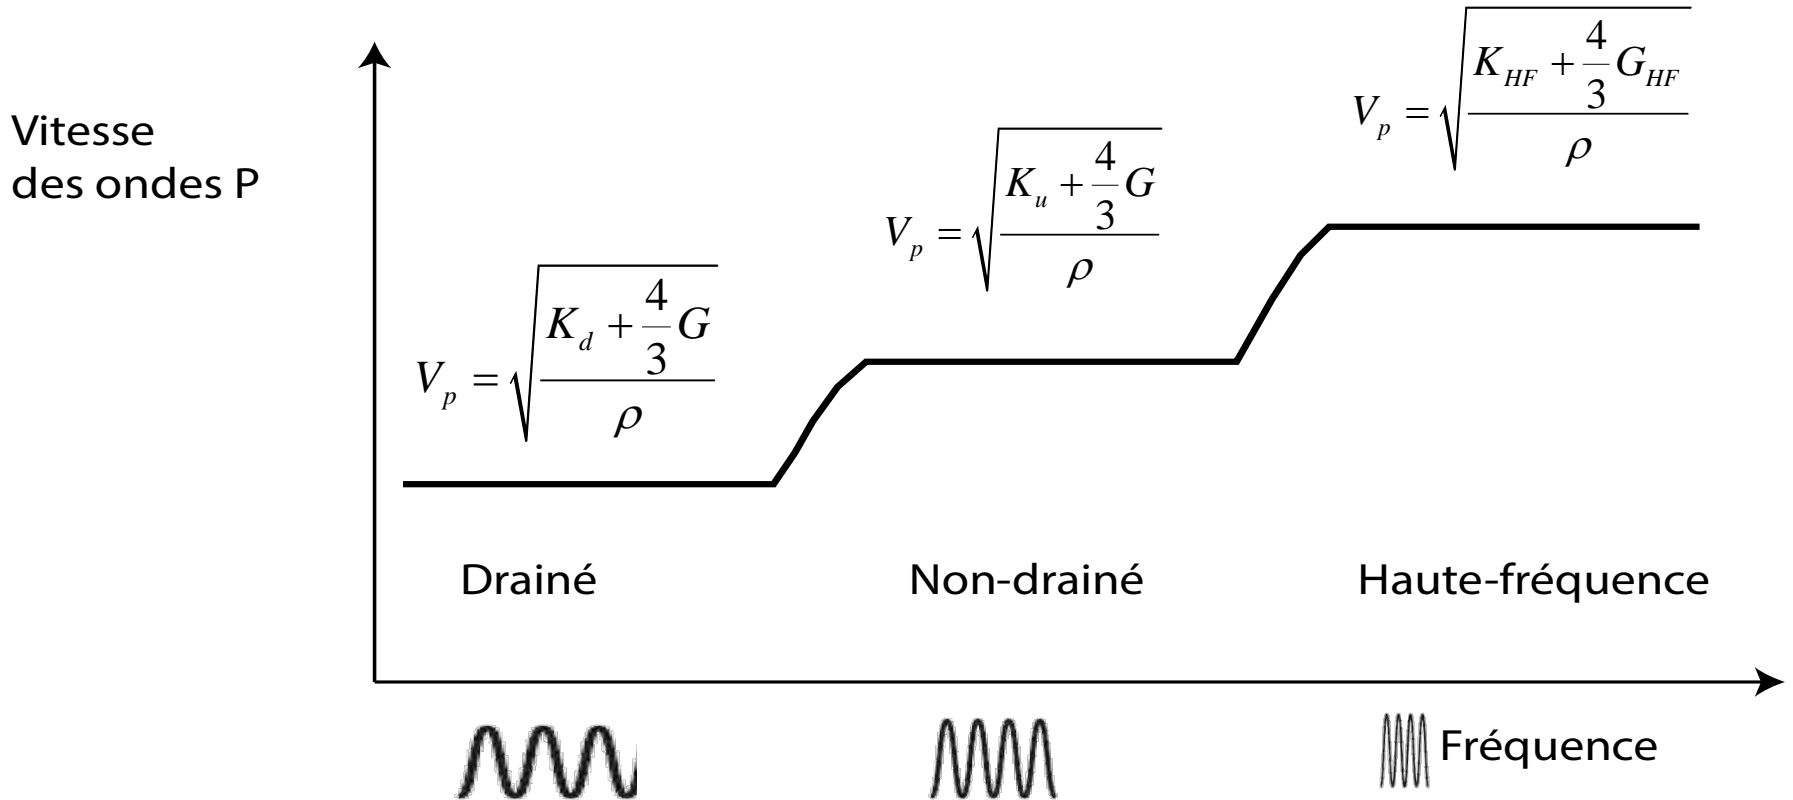 Vitesse
des ondes P
V_p = √((K_d + 4/3 G) / ρ)
V_p = √((K_u + 4/3 G) / ρ)
V_p = √((K_HF + 4/3 G_HF) / ρ)
Drainé
Non-drainé
Haute-fréquence
Fréquence